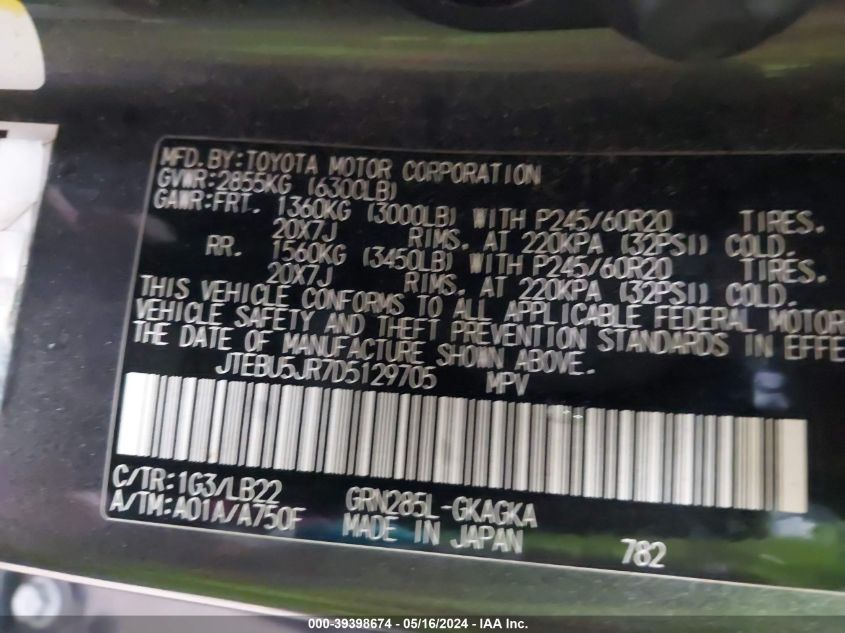 MFD.BY:TOYOTA MOTOR CORPORATION
GVWR:2855KG (6300LB)
GAWR:FRT. 1360KG (3000LB) WITH P245/60R20 TIRES.
20X7J RIMS. AT 220KPA (32PSI) COLD.
RR. 1560KG (3450LB) WITH P245/60R20 TIRES.
20X7J RIMS. AT 220KPA (32PSI) COLD.
THIS VEHICLE CONFORMS TO ALL APPLICABLE FEDERAL MOTOR
VEHICLE SAFETY AND THEFT PREVENTION STANDARDS IN EFFE
THE DATE OF MANUFACTURE SHOWN ABOVE.
JTEBU5JR7D5129705 MPV
C/TR:1G3/LB22
A/TM:A01A/A750F
GRN285L-GKAGKA
MADE IN JAPAN
782
000-39398674 - 05/16/2024 - IAA Inc.